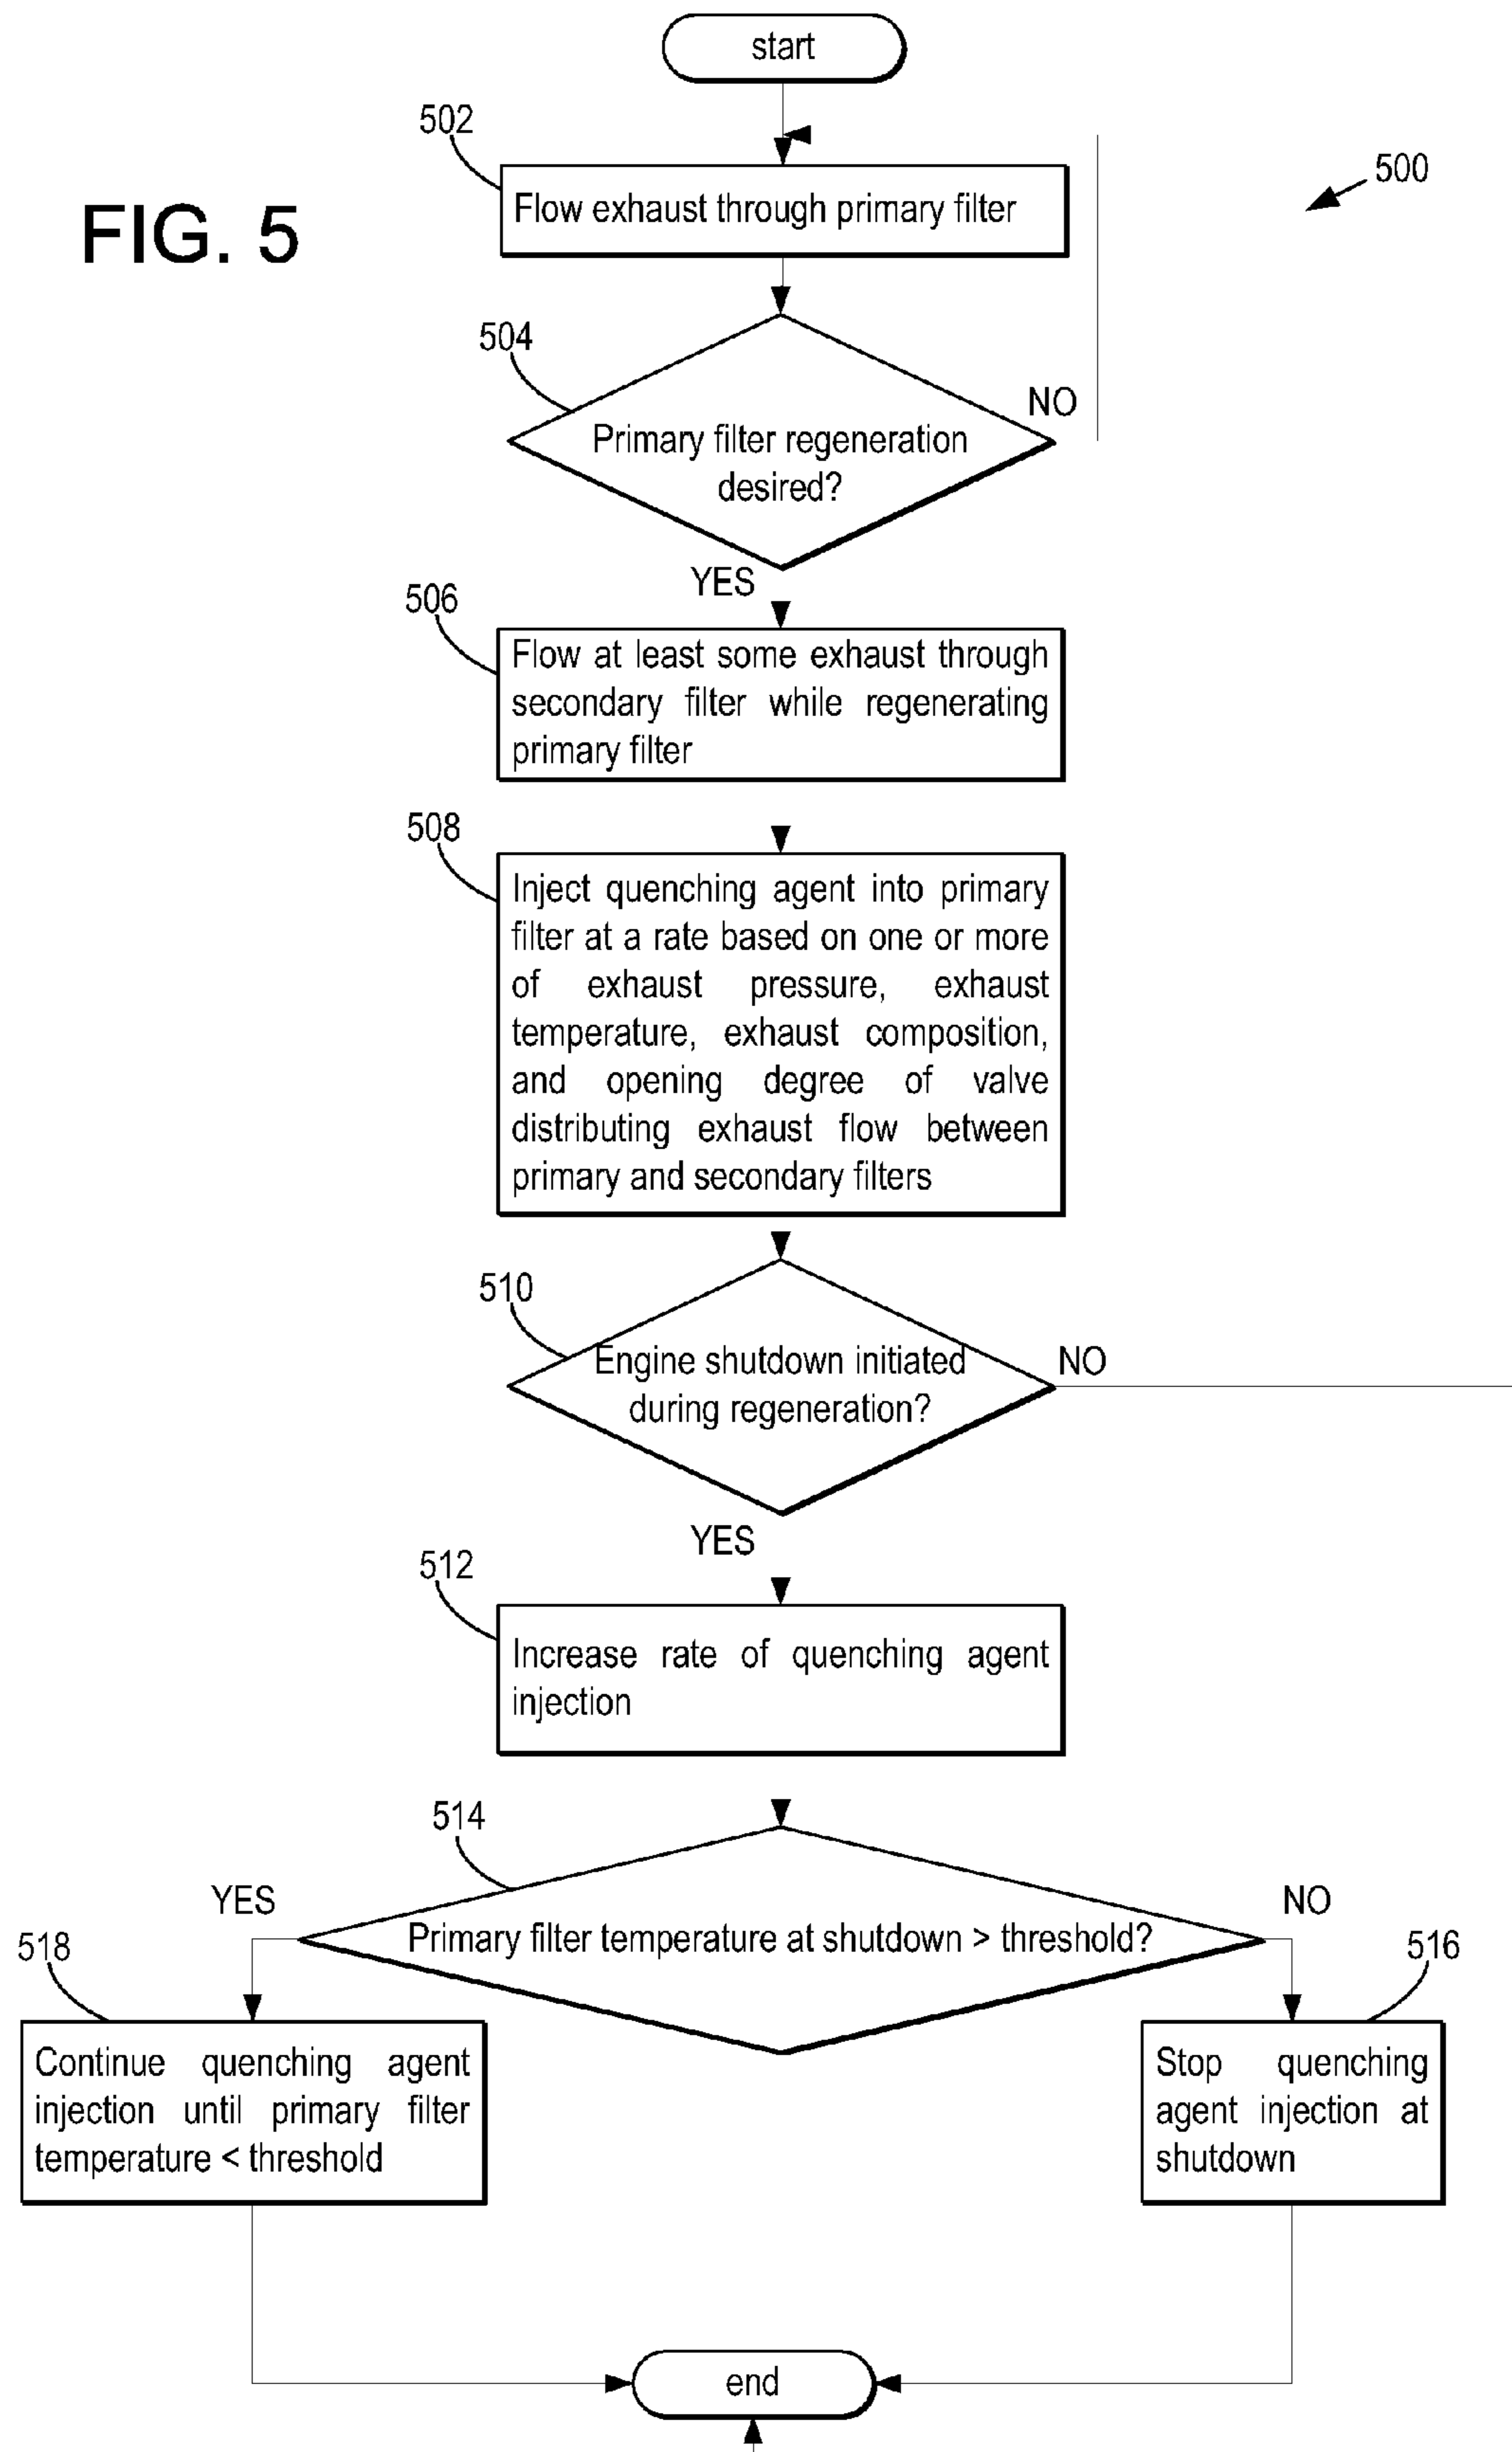 start
502
500
FIG. 5
Flow exhaust through primary filter
504
NO
Primary filter regeneration
desired?
YES
506
Flow at least some exhaust through
secondary filter while regenerating
primary filter
508
Inject quenching agent into primary
filter at a rate based on one or more
of exhaust pressure, exhaust
temperature, exhaust composition,
and opening degree of valve
distributing exhaust flow between
primary and secondary filters
510
Engine shutdown initiated
during regeneration?
NO
YES
512
Increase rate of quenching agent
injection
514
YES
NO
Primary filter temperature at shutdown > threshold?
518
516
Continue quenching agent
injection until primary filter
temperature < threshold
Stop quenching
agent injection at
shutdown
end